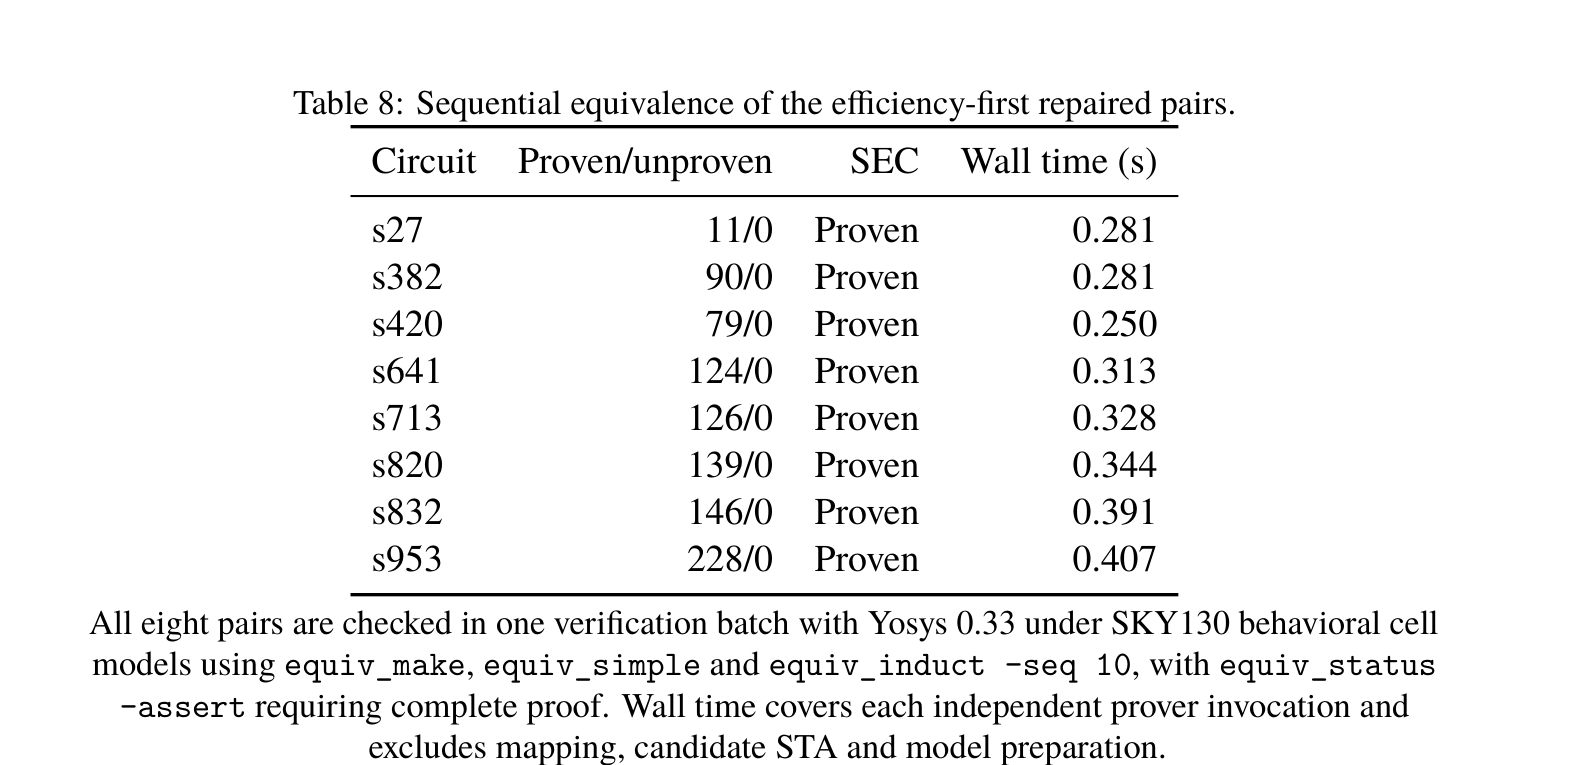 Table 8: Sequential equivalence of the efficiency-first repaired pairs.
Circuit Proven/unproven SEC Wall time (s)
s27 11/0 Proven 0.281
s382 90/0 Proven 0.281
s420 79/0 Proven 0.250
s641 124/0 Proven 0.313
s713 126/0 Proven 0.328
s820 139/0 Proven 0.344
s832 146/0 Proven 0.391
s953 228/0 Proven 0.407
All eight pairs are checked in one verification batch with Yosys 0.33 under SKY130 behavioral cell
models using equiv_make, equiv_simple and equiv_induct -seq 10, with equiv_status
-assert requiring complete proof. Wall time covers each independent prover invocation and
excludes mapping, candidate STA and model preparation.